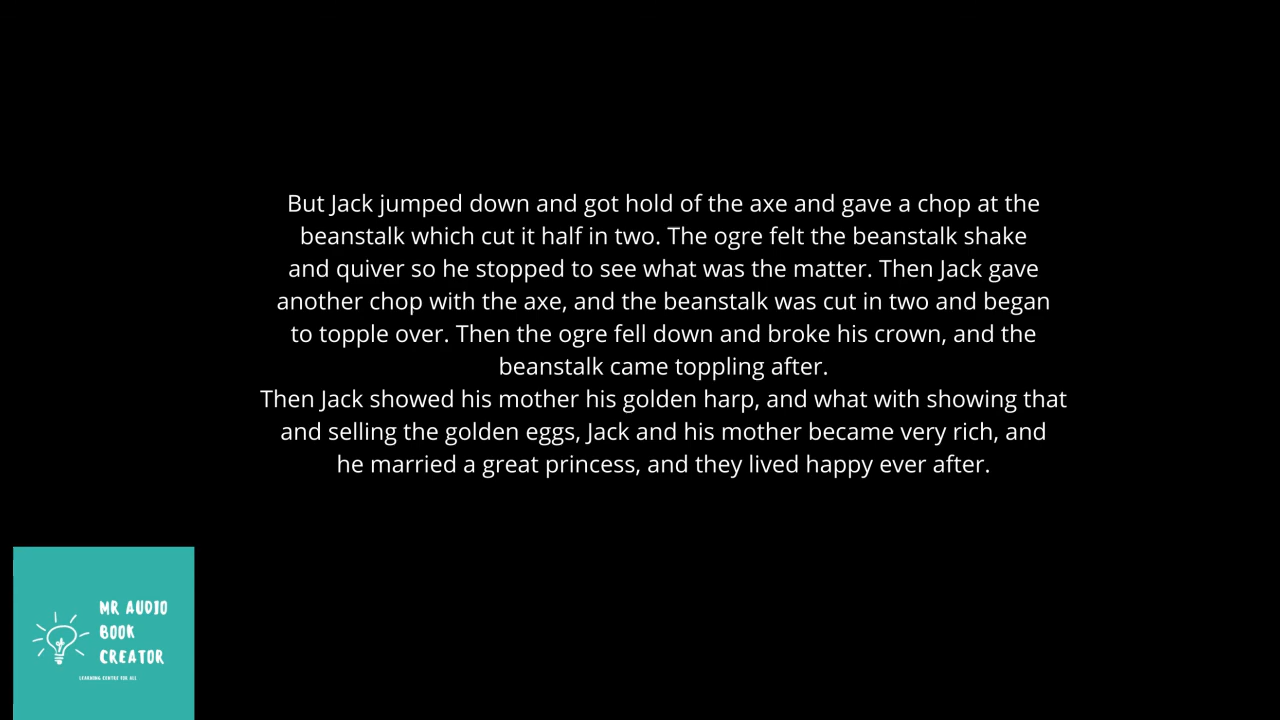 But Jack jumped down and got hold of the axe and gave a chop at the
beanstalk which cut it half in two. The ogre felt the beanstalk shake
and quiver so he stopped to see what was the matter. Then Jack gave
another chop with the axe, and the beanstalk was cut in two and began
to topple over. Then the ogre fell down and broke his crown, and the
beanstalk came toppling after.
Then Jack showed his mother his golden harp, and what with showing that
and selling the golden eggs, Jack and his mother became very rich, and
he married a great princess, and they lived happy ever after.
MR AUDIO
BOOK
CREATOR
LEARNING CENTRE FOR ALL